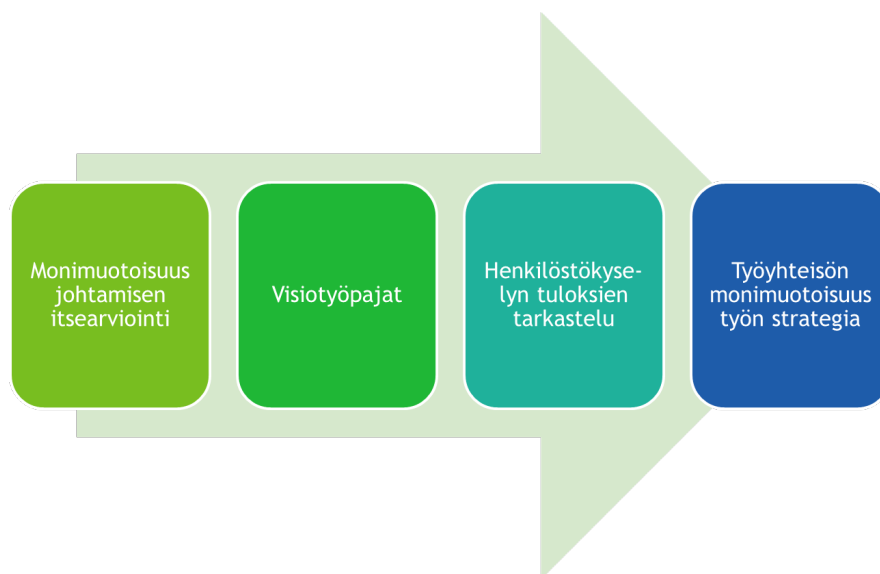 Monimuotoisuus
johtamisen
itsearviointi
Visiotyöpajat
Henkilöstökyse-
lyn tuloksien
tarkastelu
Työyhteisön
monimuotoisuus
työn strategia